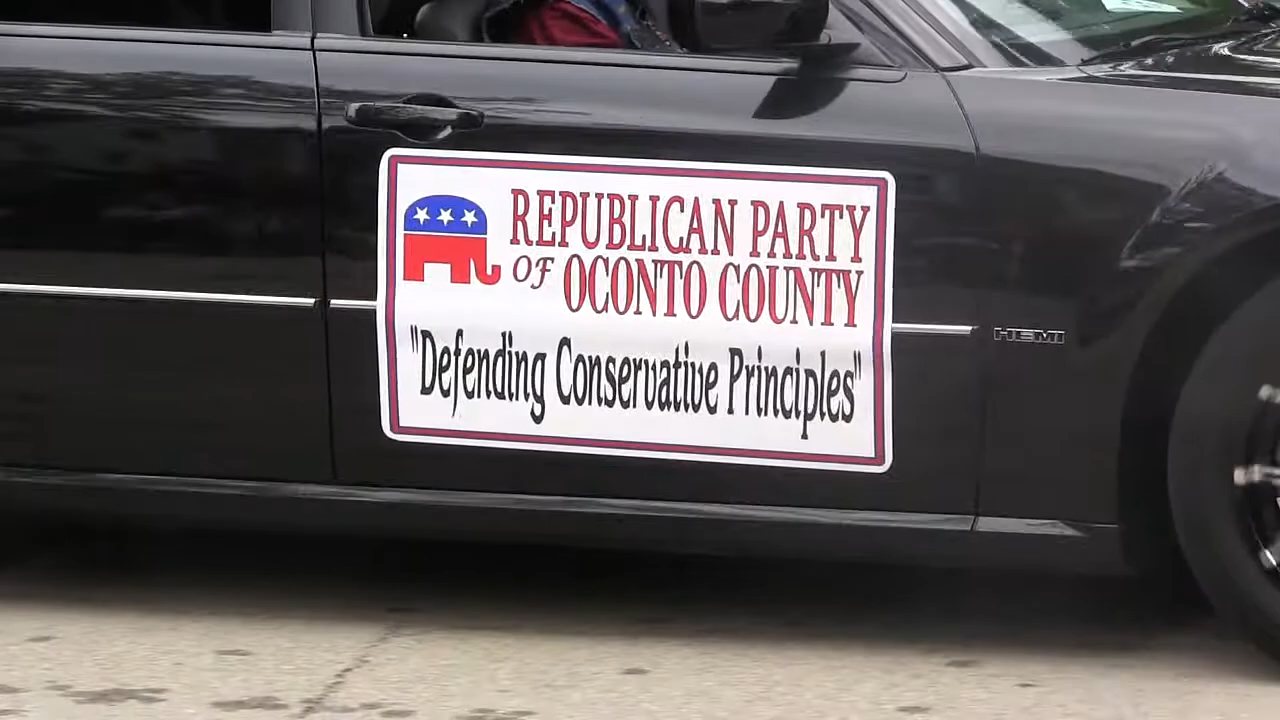 REPUBLICAN PARTY
OF OCONTO COUNTY
"Defending Conservative Principles"
HEMI